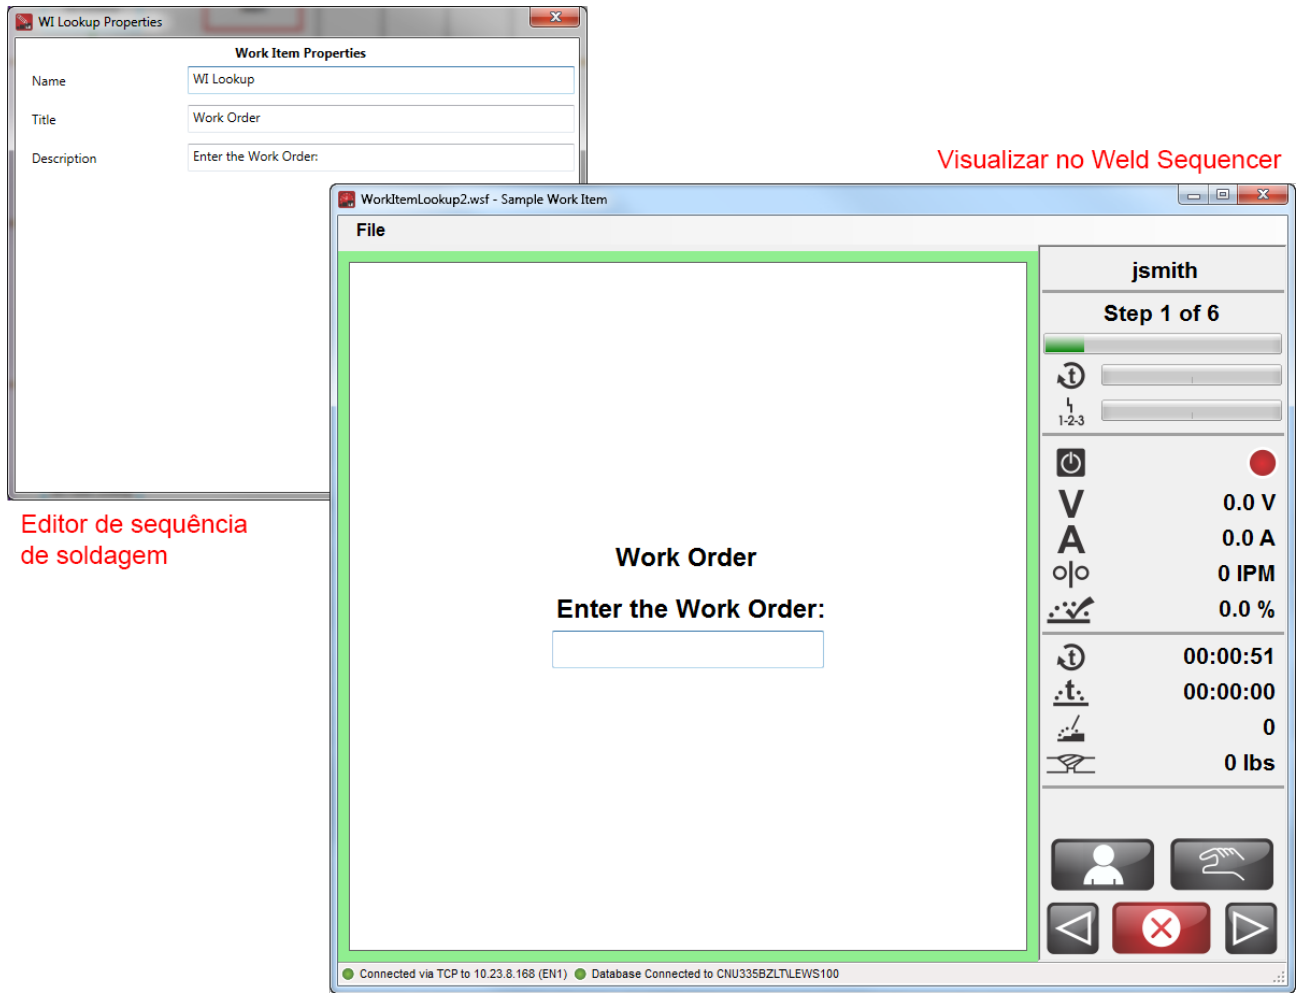 WI Lookup Properties
Work Item Properties
Name
WI Lookup
Title
Work Order
Description
Enter the Work Order:
Editor de sequência
de soldagem
Visualizar no Weld Sequencer
WorkItemLookup2.wsf - Sample Work Item
File
Work Order
Enter the Work Order:
jsmith
Step 1 of 6
t
1-2-3
V
0.0 V
A
0.0 A
0 IPM
0.0 %
t
00:00:51
t
00:00:00
0
0 lbs
Connected via TCP to 10.23.8.168 (EN1)
Database Connected to CNU335BZLT\LEWS100